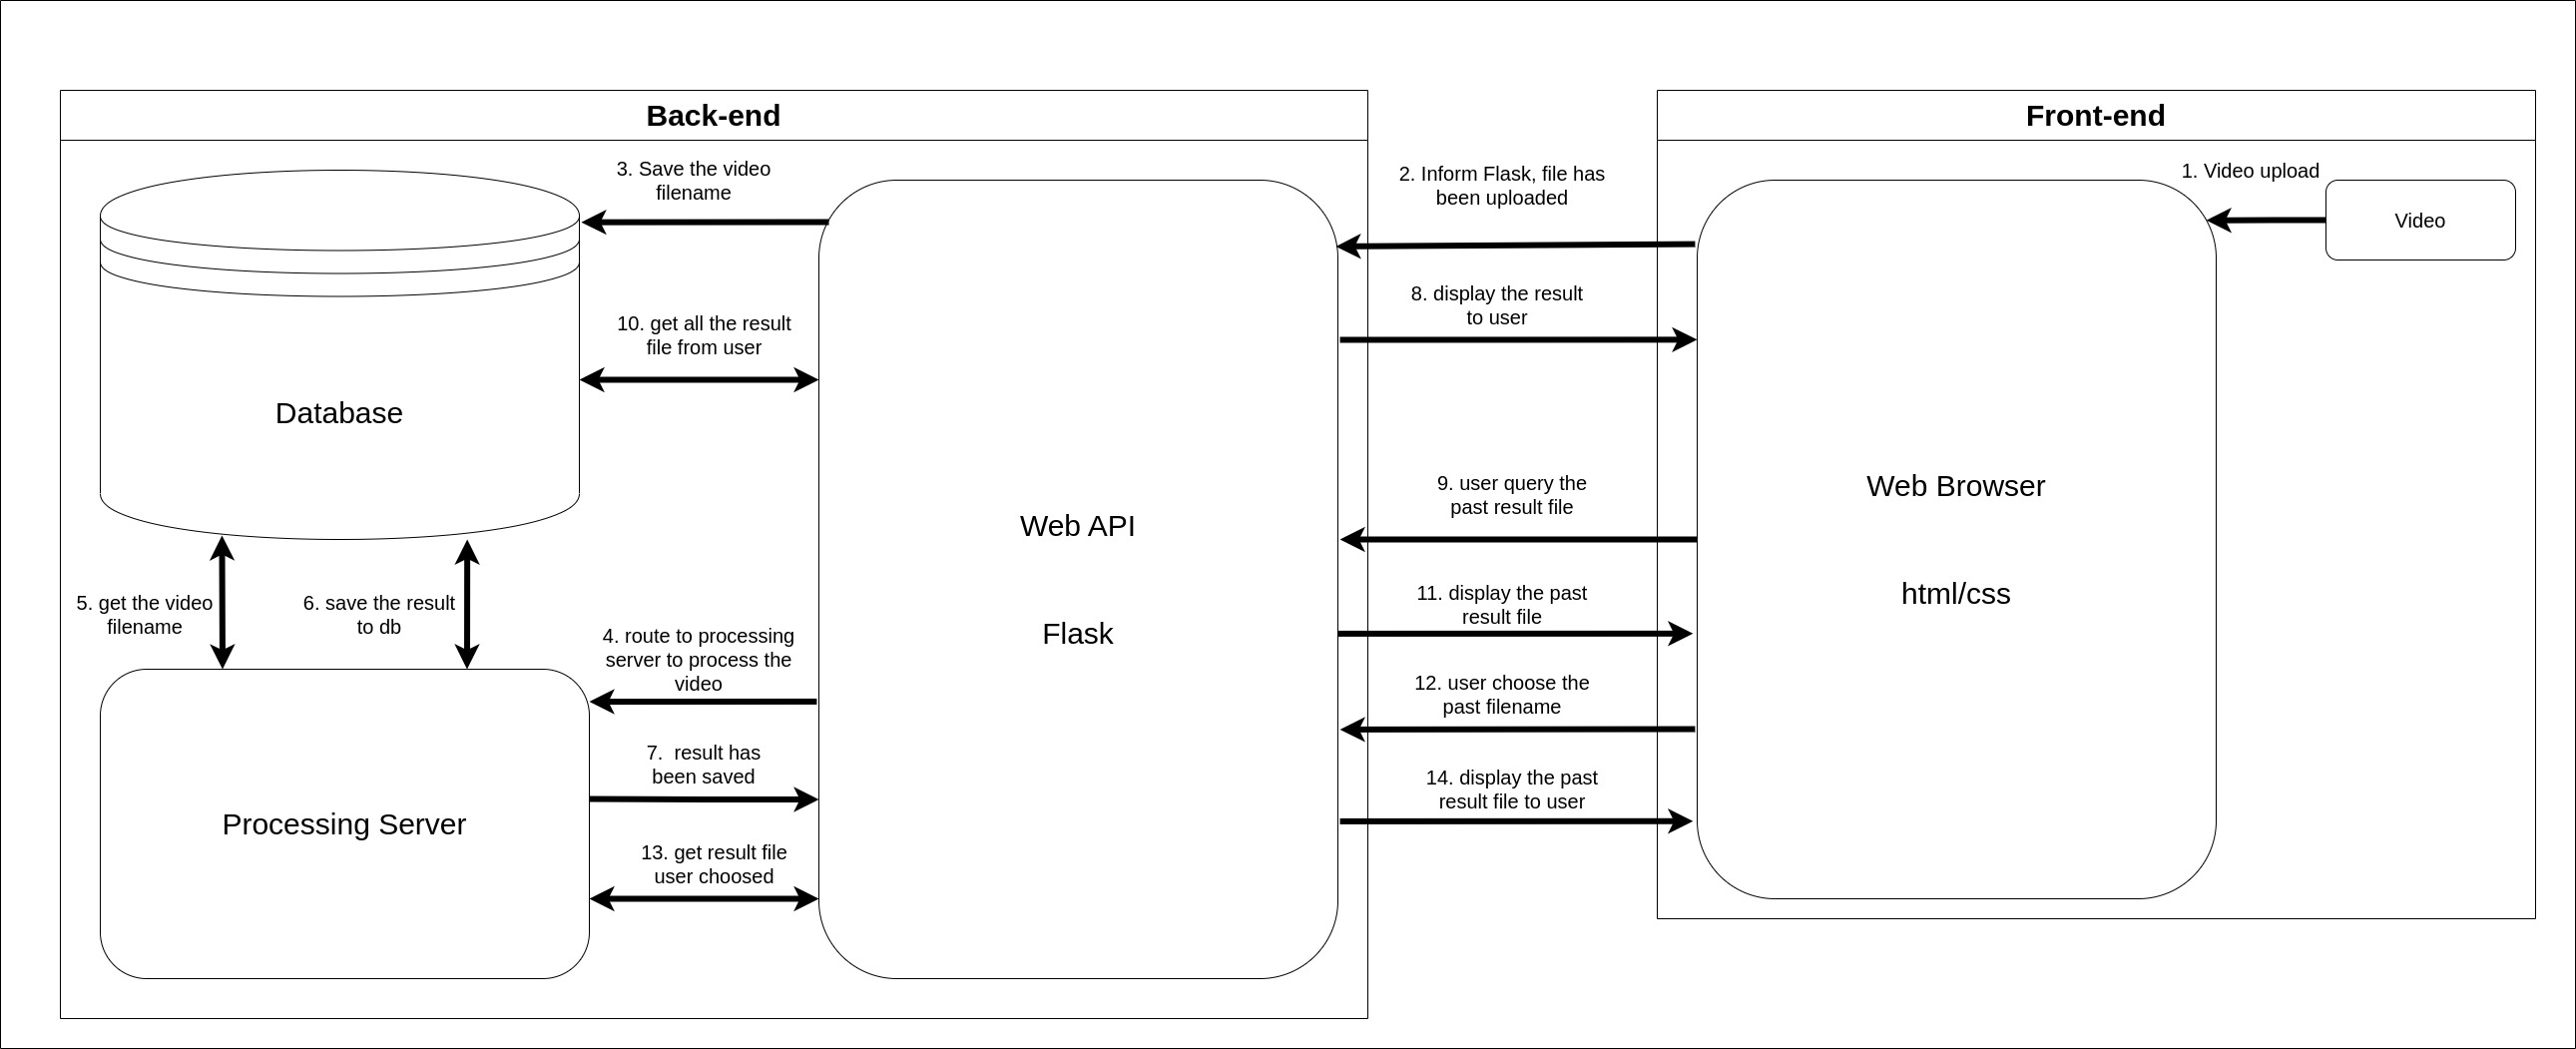 Back-end
Front-end
3. Save the video
filename
2. Inform Flask, file has
been uploaded
1. Video upload
Video
8. display the result
to user
10. get all the result
file from user
Database
9. user query the
past result file
Web Browser
html/css
Web API
Flask
5. get the video
filename
6. save the result
to db
11. display the past
result file
4. route to processing
server to process the
video
12. user choose the
past filename
7.  result has
been saved
14. display the past
result file to user
Processing Server
13. get result file
user choosed